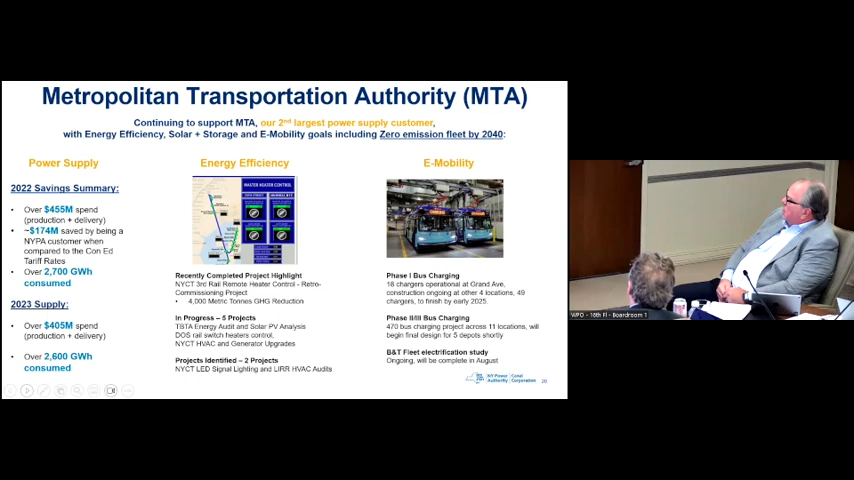 Metropolitan Transportation Authority (MTA)
Continuing to support MTA, our 2nd largest power supply customer,
with Energy Efficiency, Solar + Storage and E-Mobility goals including Zero emission fleet by 2040:
Power Supply
2022 Savings Summary:
• Over $455M spend
(production + delivery)
• ~$174M saved by being a
NYPA customer when
compared to the Con Ed
Tariff Rates
• Over 2,700 GWh
consumed
2023 Supply:
• Over $405M spend
(production + delivery)
• Over 2,600 GWh
consumed
Energy Efficiency
MASTER HEATER CONTROL
Recently Completed Project Highlight
NYCT 3rd Rail Remote Heater Control - Retro-
Commissioning Project
• 4,000 Metric Tonnes GHG Reduction
In Progress – 5 Projects
TBTA Energy Audit and Solar PV Analysis
DOS rail switch heaters control,
NYCT HVAC and Generator Upgrades
Projects Identified – 2 Projects
NYCT LED Signal Lighting and LIRR HVAC Audits
E-Mobility
Phase I Bus Charging
18 chargers operational at Grand Ave,
construction ongoing at other 4 locations, 49
chargers, to finish by early 2025.
Phase II/III Bus Charging
470 bus charging project across 11 locations, will
begin final design for 5 depots shortly
B&T Fleet electrification study
Ongoing, will be complete in August
NY Power Authority
Canal Corporation
20
WPO - 16th Fl - Boardroom 1